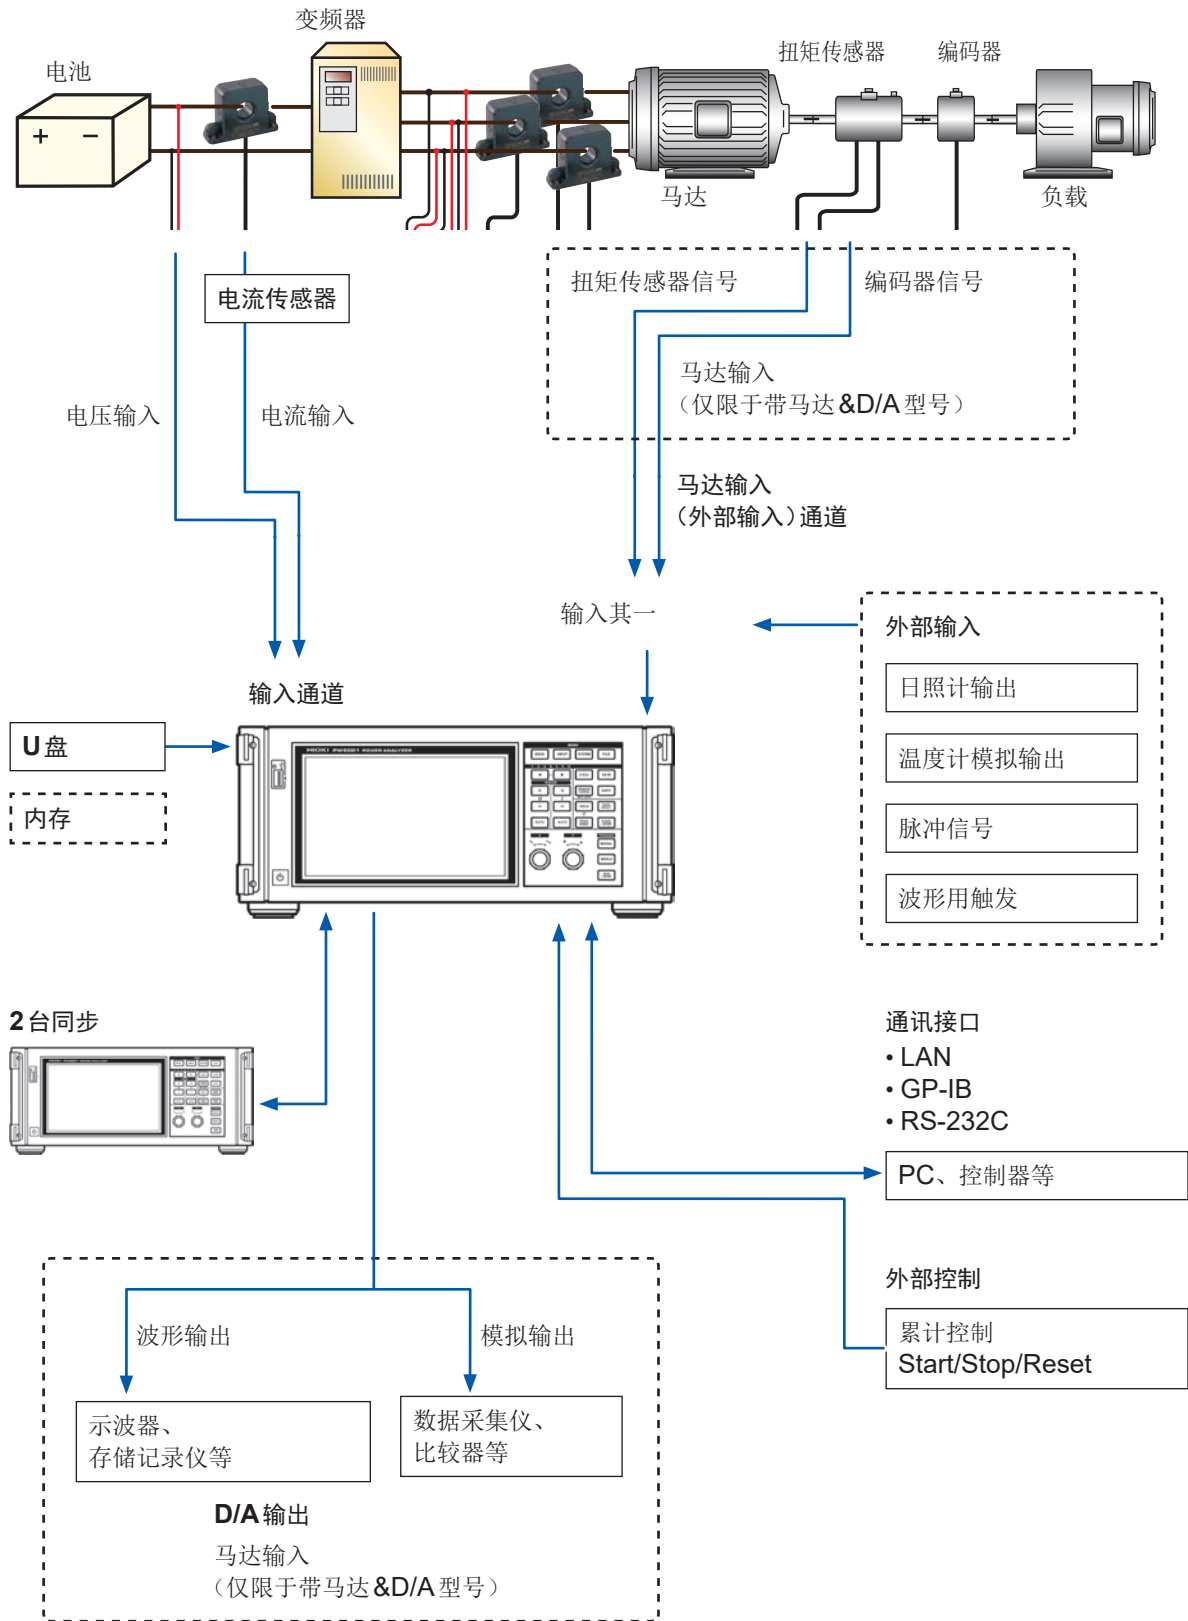 变频器
电池
扭矩传感器
编码器
+ −
马达
负载
扭矩传感器信号
编码器信号
电流传感器
马达输入
（仅限于带马达&D/A型号）
电压输入
电流输入
马达输入
（外部输入）通道
输入其一
外部输入
日照计输出
温度计模拟输出
脉冲信号
波形用触发
输入通道
U盘
内存
HIOKI PW6001 POWER ANALYZER
2台同步
通讯接口
• LAN
• GP-IB
• RS-232C
PC、控制器等
外部控制
累计控制
Start/Stop/Reset
波形输出
模拟输出
示波器、
存储记录仪等
数据采集仪、
比较器等
D/A输出
马达输入
（仅限于带马达&D/A型号）